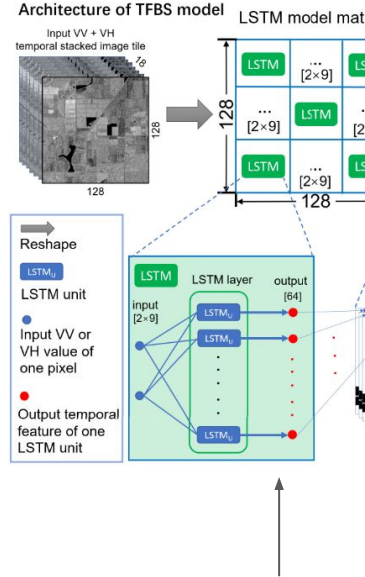 Architecture of TFBS model
LSTM model mat
Input VV + VH
temporal stacked image tile
18
128
128
128
128
LSTM
...
[2×9]
LS
...
[2×9]
LSTM
...
[2
LSTM
...
[2×9]
LS
Reshape
LSTMU
LSTM unit
Input VV or
VH value of
one pixel
Output temporal
feature of one
LSTM unit
LSTM
LSTM layer
output
[64]
input
[2×9]
LSTMU
LSTMU
LSTMU